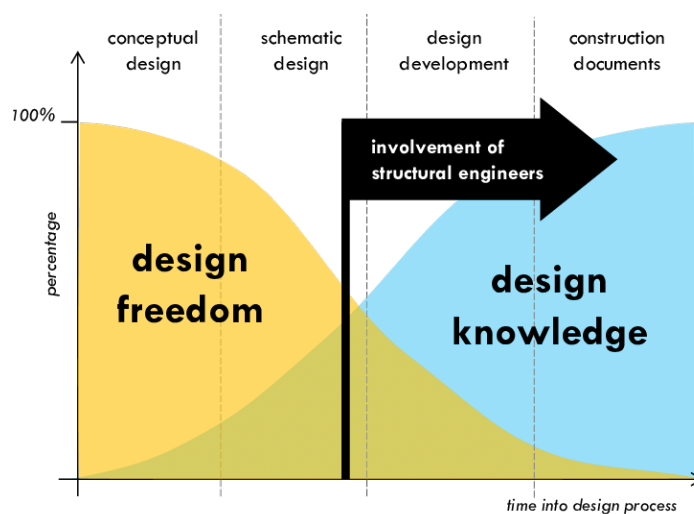 conceptual
design
schematic
design
design
development
construction
documents
100%
percentage
involvement of
structural engineers
design
freedom
design
knowledge
time into design process